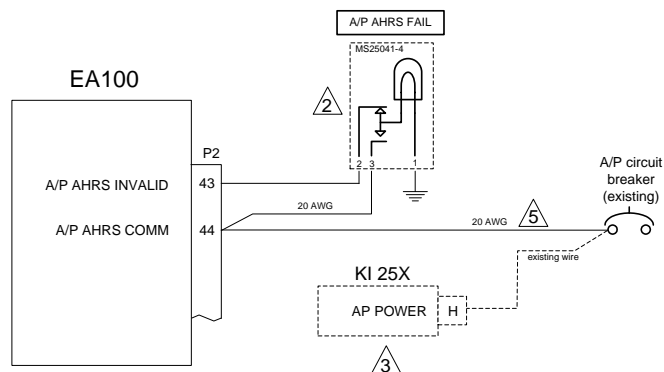 A/P AHRS FAIL
MS25041-4
EA100
2
P2
2 3 1
A/P AHRS INVALID 43
A/P circuit
breaker
(existing)
20 AWG
A/P AHRS COMM 44
20 AWG
5
existing wire
KI 25X
AP POWER H
3